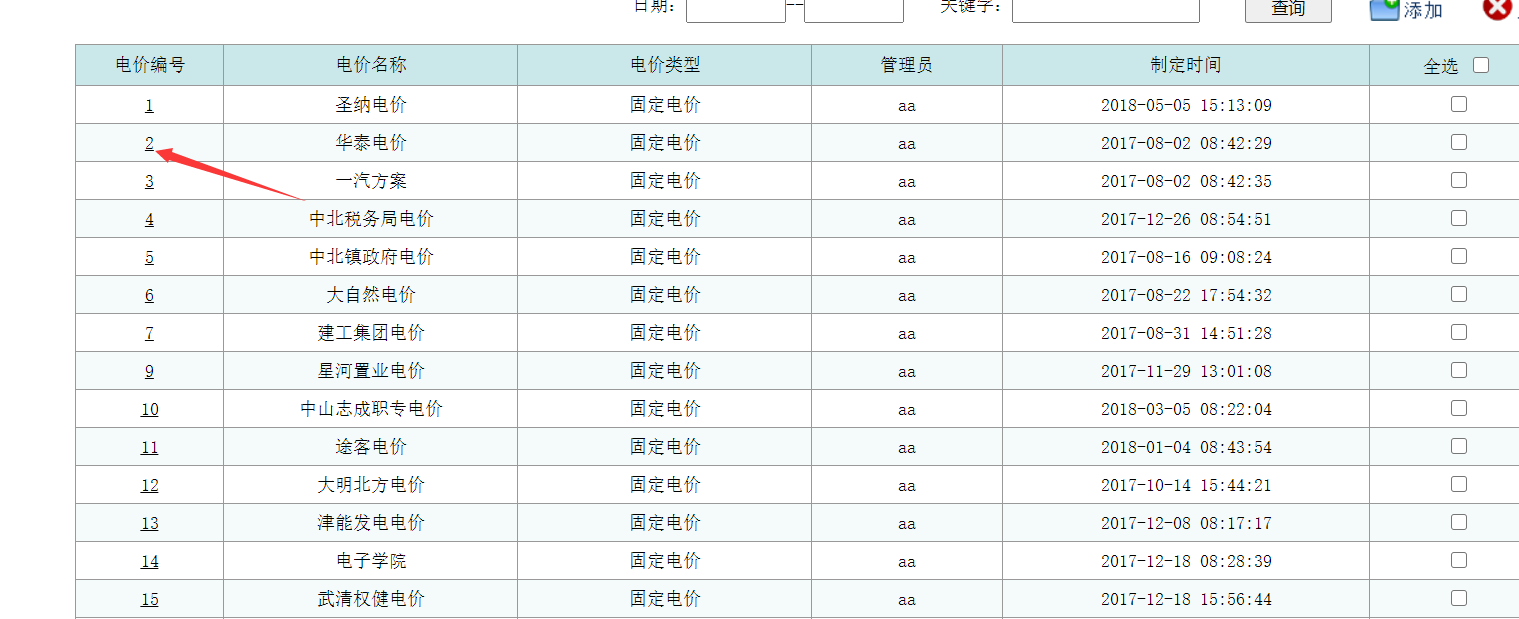 日期： -- 关键字： 查询 添加
电价编号 电价名称 电价类型 管理员 制定时间 全选
1 圣纳电价 固定电价 aa 2018-05-05 15:13:09
2 华泰电价 固定电价 aa 2017-08-02 08:42:29
3 一汽方案 固定电价 aa 2017-08-02 08:42:35
4 中北税务局电价 固定电价 aa 2017-12-26 08:54:51
5 中北镇政府电价 固定电价 aa 2017-08-16 09:08:24
6 大自然电价 固定电价 aa 2017-08-22 17:54:32
7 建工集团电价 固定电价 aa 2017-08-31 14:51:28
9 星河置业电价 固定电价 aa 2017-11-29 13:01:08
10 中山志成职专电价 固定电价 aa 2018-03-05 08:22:04
11 途客电价 固定电价 aa 2018-01-04 08:43:54
12 大明北方电价 固定电价 aa 2017-10-14 15:44:21
13 津能发电电价 固定电价 aa 2017-12-08 08:17:17
14 电子学院 固定电价 aa 2017-12-18 08:28:39
15 武清权健电价 固定电价 aa 2017-12-18 15:56:44